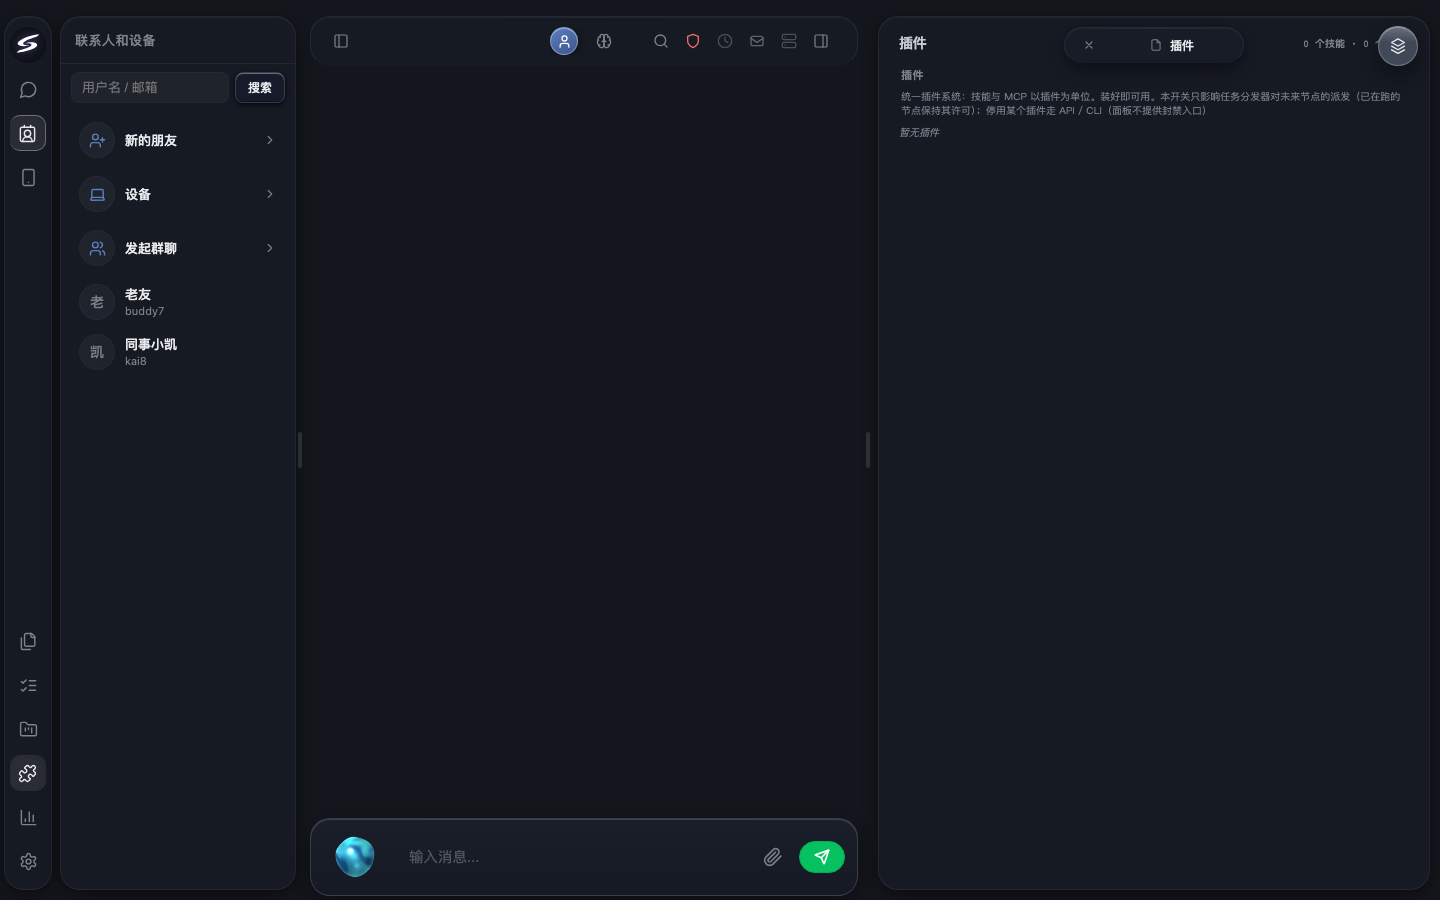 联系人和设备
用户名 / 邮箱
搜索
新的朋友
设备
发起群聊
老
老友
buddy7
凯
同事小凯
kai8
输入消息...
插件
插件
0 个技能 · 0
插件
统一插件系统：技能与 MCP 以插件为单位。装好即可用。本开关只影响任务分发器对未来节点的派发（已在跑的
节点保持其许可）；停用某个插件走 API / CLI（面板不提供封禁入口）
暂无插件